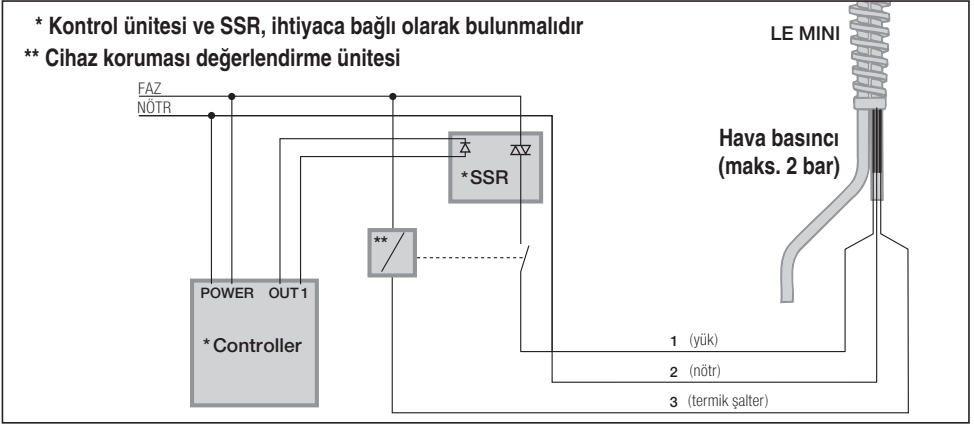 * Kontrol ünitesi ve SSR, ihtiyaca bağlı olarak bulunmalıdır
** Cihaz koruması değerlendirme ünitesi
LE MINI
FAZ
NÖTR
Hava basıncı
(maks. 2 bar)
*SSR
**
POWER OUT1
*Controller
1 (yük)
2 (nötr)
3 (termik şalter)